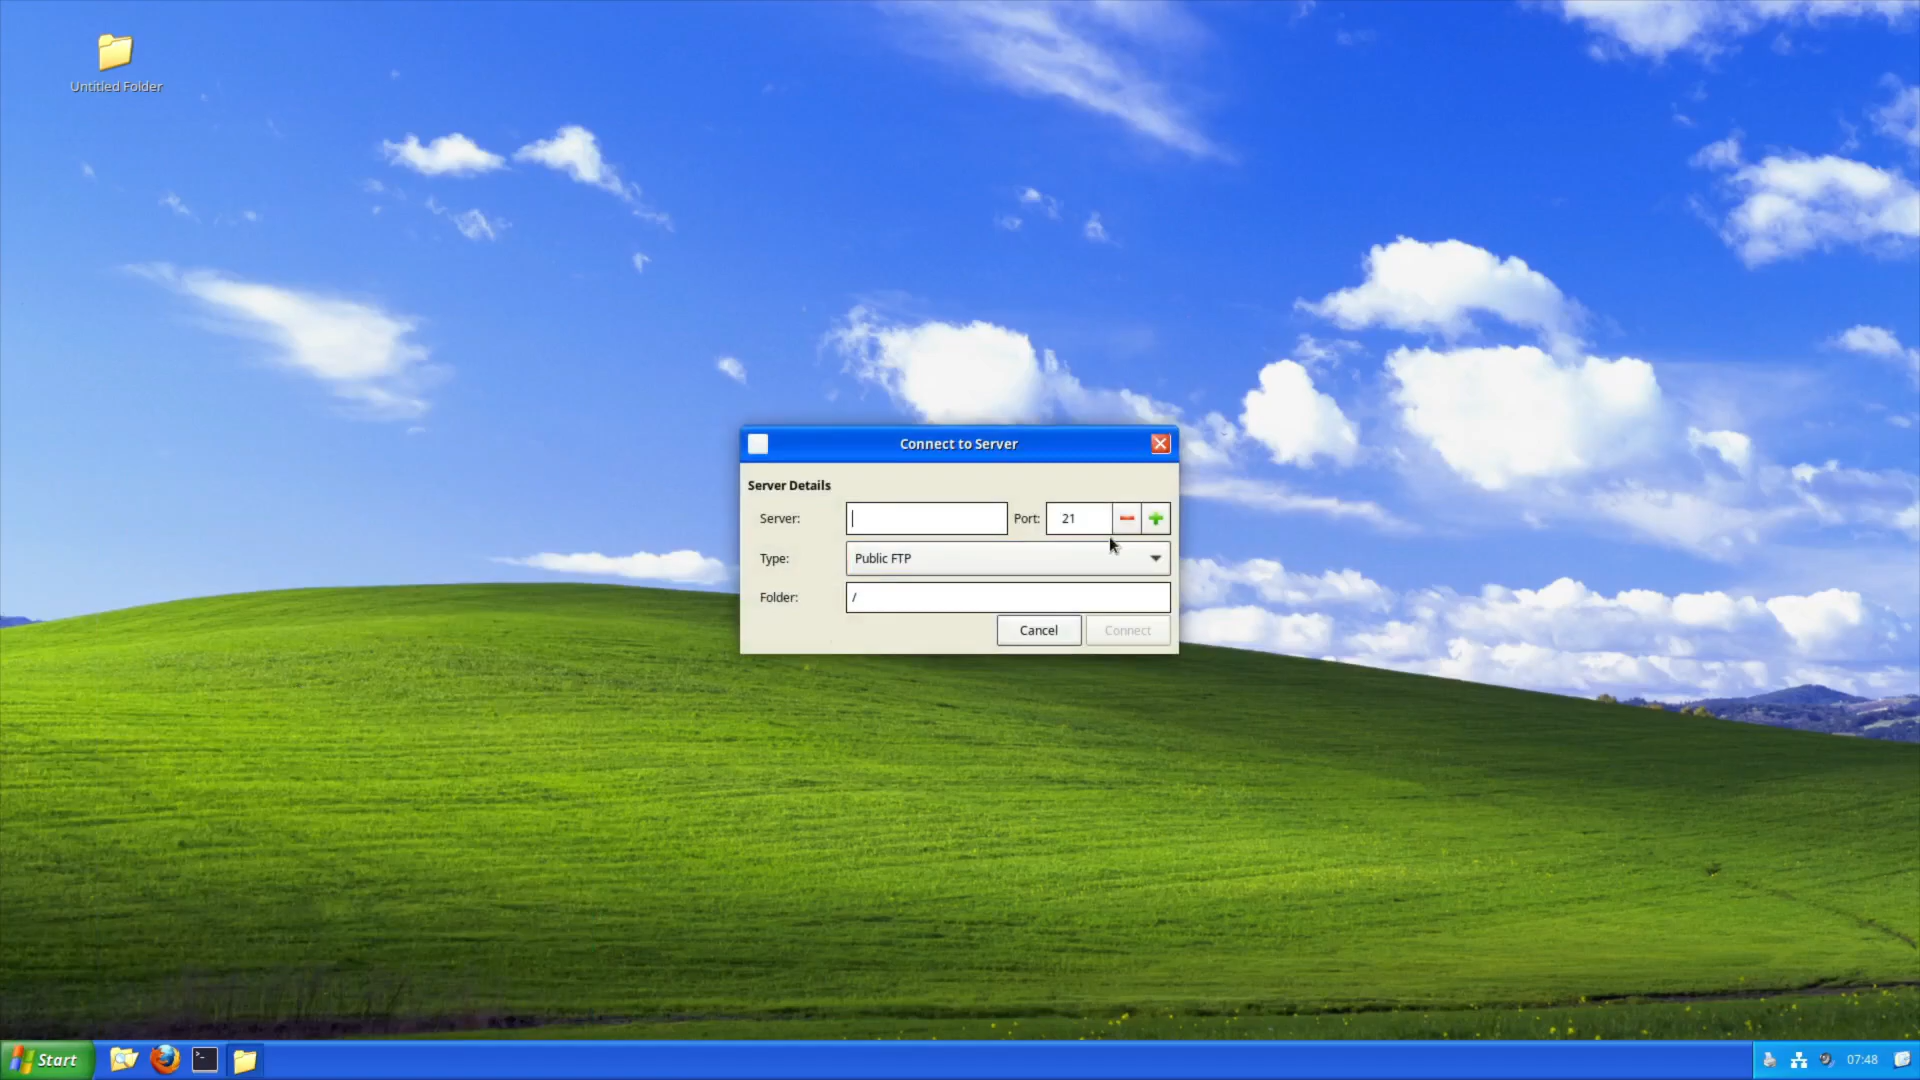 Untitled Folder
Connect to Server
Server Details
Server:
Port: 21
Type: Public FTP
Folder: /
Cancel Connect
Start
07:48